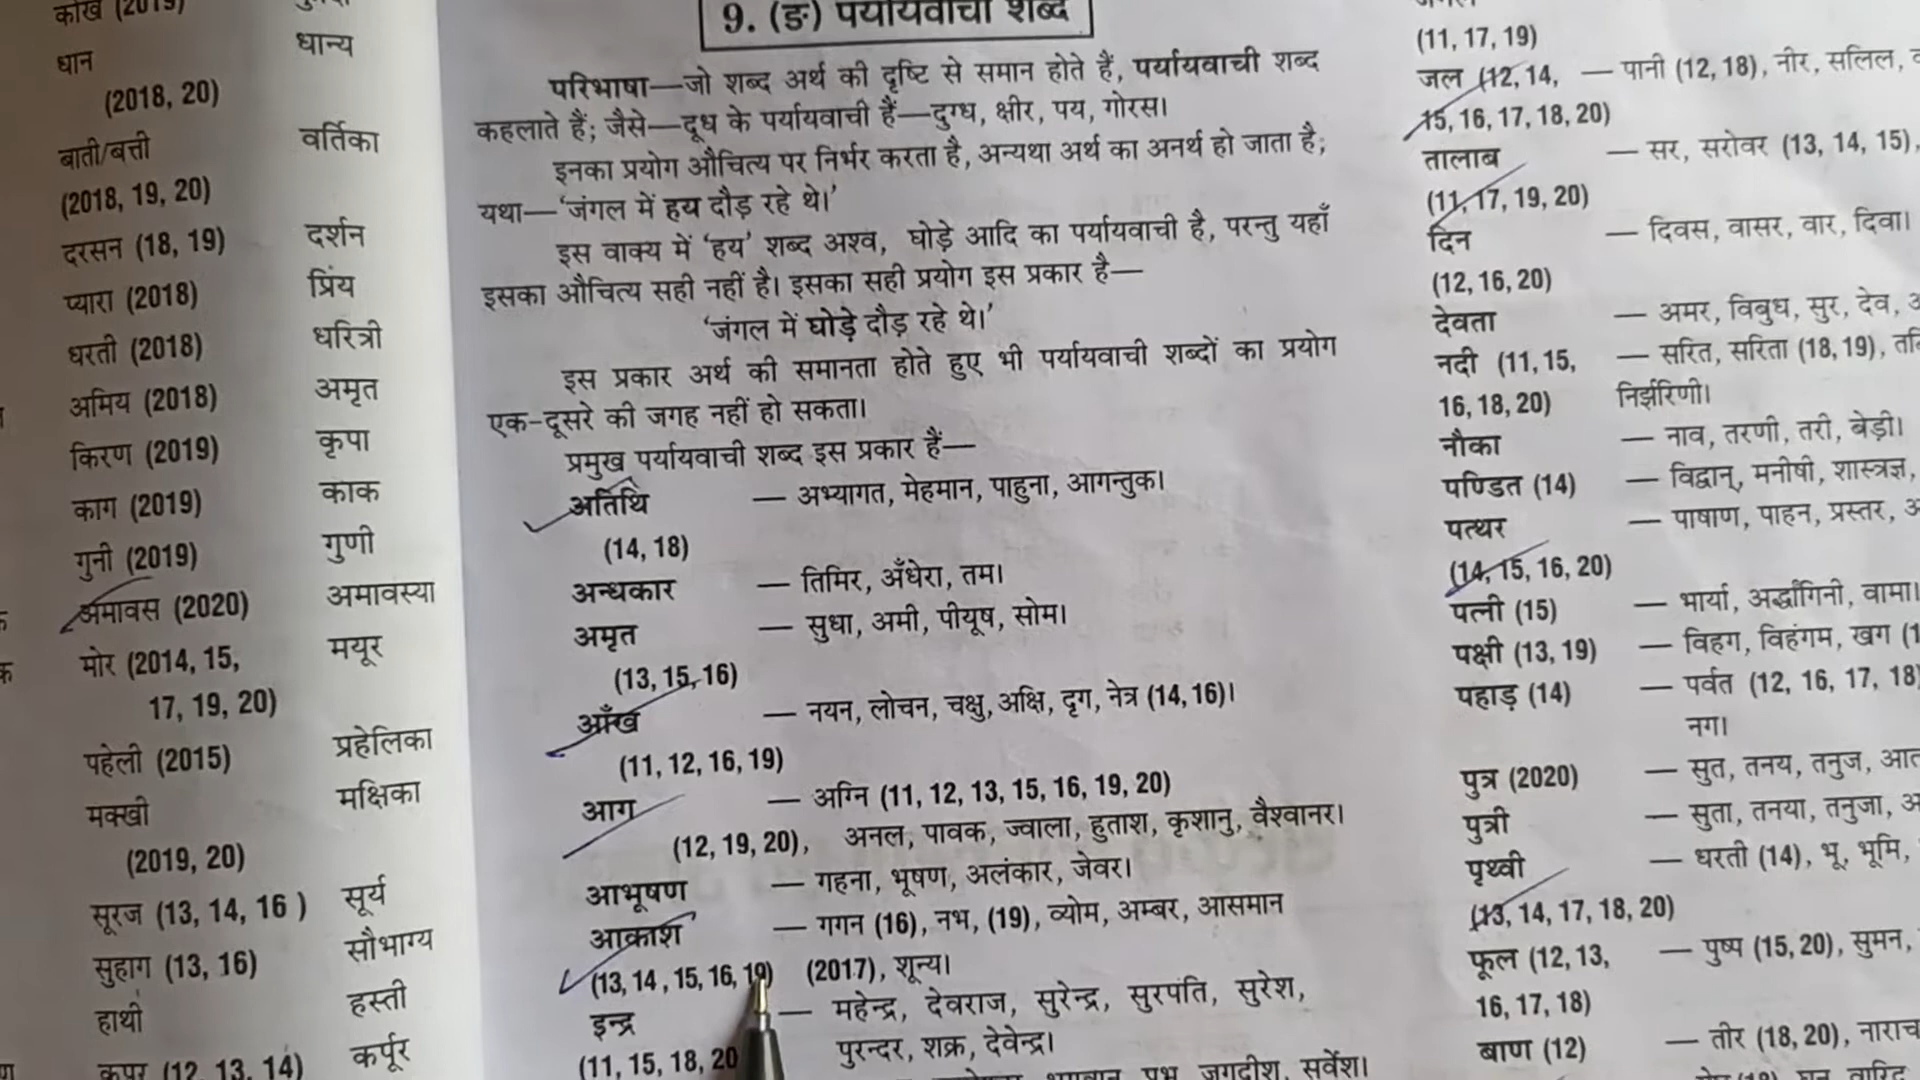 कोख (2019)
धान धान्य
(2018, 20)
बाती/बत्ती वर्तिका
(2018, 19, 20)
दरसन (18, 19) दर्शन
प्यारा (2018) प्रिय
धरती (2018) धरित्री
अमिय (2018) अमृत
किरण (2019) कृपा
काग (2019) काक
गुनी (2019) गुणी
अमावस (2020) अमावस्या
मोर (2014, 15, मयूर
17, 19, 20)
पहेली (2015) प्रहेलिका
मक्खी मक्षिका
(2019, 20)
सूरज (13, 14, 16 ) सूर्य
सुहाग (13, 16) सौभाग्य
हाथी हस्ती
कपूर (12, 13, 14) कर्पूर
9. (ङ) पर्यायवाची शब्द
परिभाषा—जो शब्द अर्थ की दृष्टि से समान होते हैं, पर्यायवाची शब्द
कहलाते हैं; जैसे—दूध के पर्यायवाची हैं—दुग्ध, क्षीर, पय, गोरस।
इनका प्रयोग औचित्य पर निर्भर करता है, अन्यथा अर्थ का अनर्थ हो जाता है;
यथा—‘जंगल में हय दौड़ रहे थे।’
इस वाक्य में ‘हय’ शब्द अश्व, घोड़े आदि का पर्यायवाची है, परन्तु यहाँ
इसका औचित्य सही नहीं है। इसका सही प्रयोग इस प्रकार है—
‘जंगल में घोड़े दौड़ रहे थे।’
इस प्रकार अर्थ की समानता होते हुए भी पर्यायवाची शब्दों का प्रयोग
एक-दूसरे की जगह नहीं हो सकता।
प्रमुख पर्यायवाची शब्द इस प्रकार हैं—
अतिथि — अभ्यागत, मेहमान, पाहुना, आगन्तुक।
(14, 18)
अन्धकार — तिमिर, अँधेरा, तम।
अमृत — सुधा, अमी, पीयूष, सोम।
(13, 15, 16)
आँख — नयन, लोचन, चक्षु, अक्षि, दृग, नेत्र (14, 16)।
(11, 12, 16, 19)
आग — अग्नि (11, 12, 13, 15, 16, 19, 20)
(12, 19, 20), अनल, पावक, ज्वाला, हुताश, कृशानु, वैश्वानर।
आभूषण — गहना, भूषण, अलंकार, जेवर।
आकाश — गगन (16), नभ, (19), व्योम, अम्बर, आसमान
(13, 14 , 15, 16, 19) (2017), शून्य।
इन्द्र — महेन्द्र, देवराज, सुरेन्द्र, सुरपति, सुरेश,
(11, 15, 18, 20 पुरन्दर, शक्र, देवेन्द्र।
भगवान, प्रभु, जगदीश, सर्वेश।
(11, 17, 19)
जल (12, 14, — पानी (12, 18), नीर, सलिल,
15, 16, 17, 18, 20)
तालाब — सर, सरोवर (13, 14, 15),
(11, 17, 19, 20)
दिन — दिवस, वासर, वार, दिवा।
(12, 16, 20)
देवता — अमर, विबुध, सुर, देव,
नदी (11, 15, — सरित, सरिता (18, 19),
16, 18, 20) निर्झरिणी।
नौका — नाव, तरणी, तरी, बेड़ी।
पण्डित (14) — विद्वान्, मनीषी, शास्त्रज्ञ,
पत्थर — पाषाण, पाहन, प्रस्तर,
(14, 15, 16, 20)
पत्नी (15) — भार्या, अर्द्धांगिनी, वामा।
पक्षी (13, 19) — विहग, विहंगम, खग
पहाड़ (14) — पर्वत (12, 16, 17, 18)
नग।
पुत्र (2020) — सुत, तनय, तनुज,
पुत्री — सुता, तनया, तनुजा,
पृथ्वी — धरती (14), भू, भूमि,
(13, 14, 17, 18, 20)
फूल (12, 13, — पुष्प (15, 20), सुमन,
16, 17, 18)
बाण (12) — तीर (18, 20), नाराच